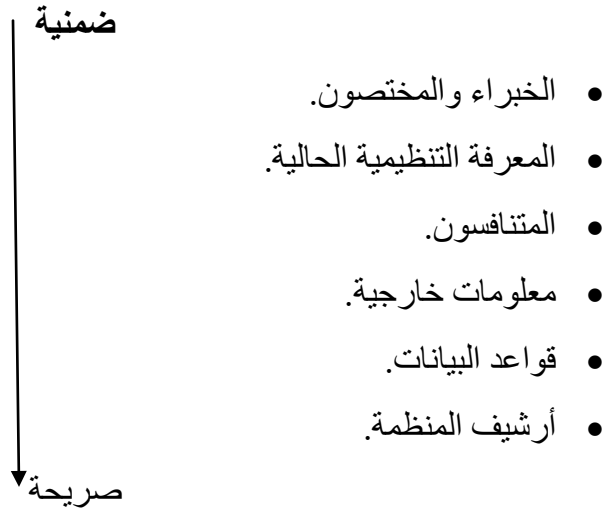 ضمنية
• الخبراء والمختصون.
• المعرفة التنظيمية الحالية.
• المتنافسون.
• معلومات خارجية.
• قواعد البيانات.
• أرشيف المنظمة.
صريحة